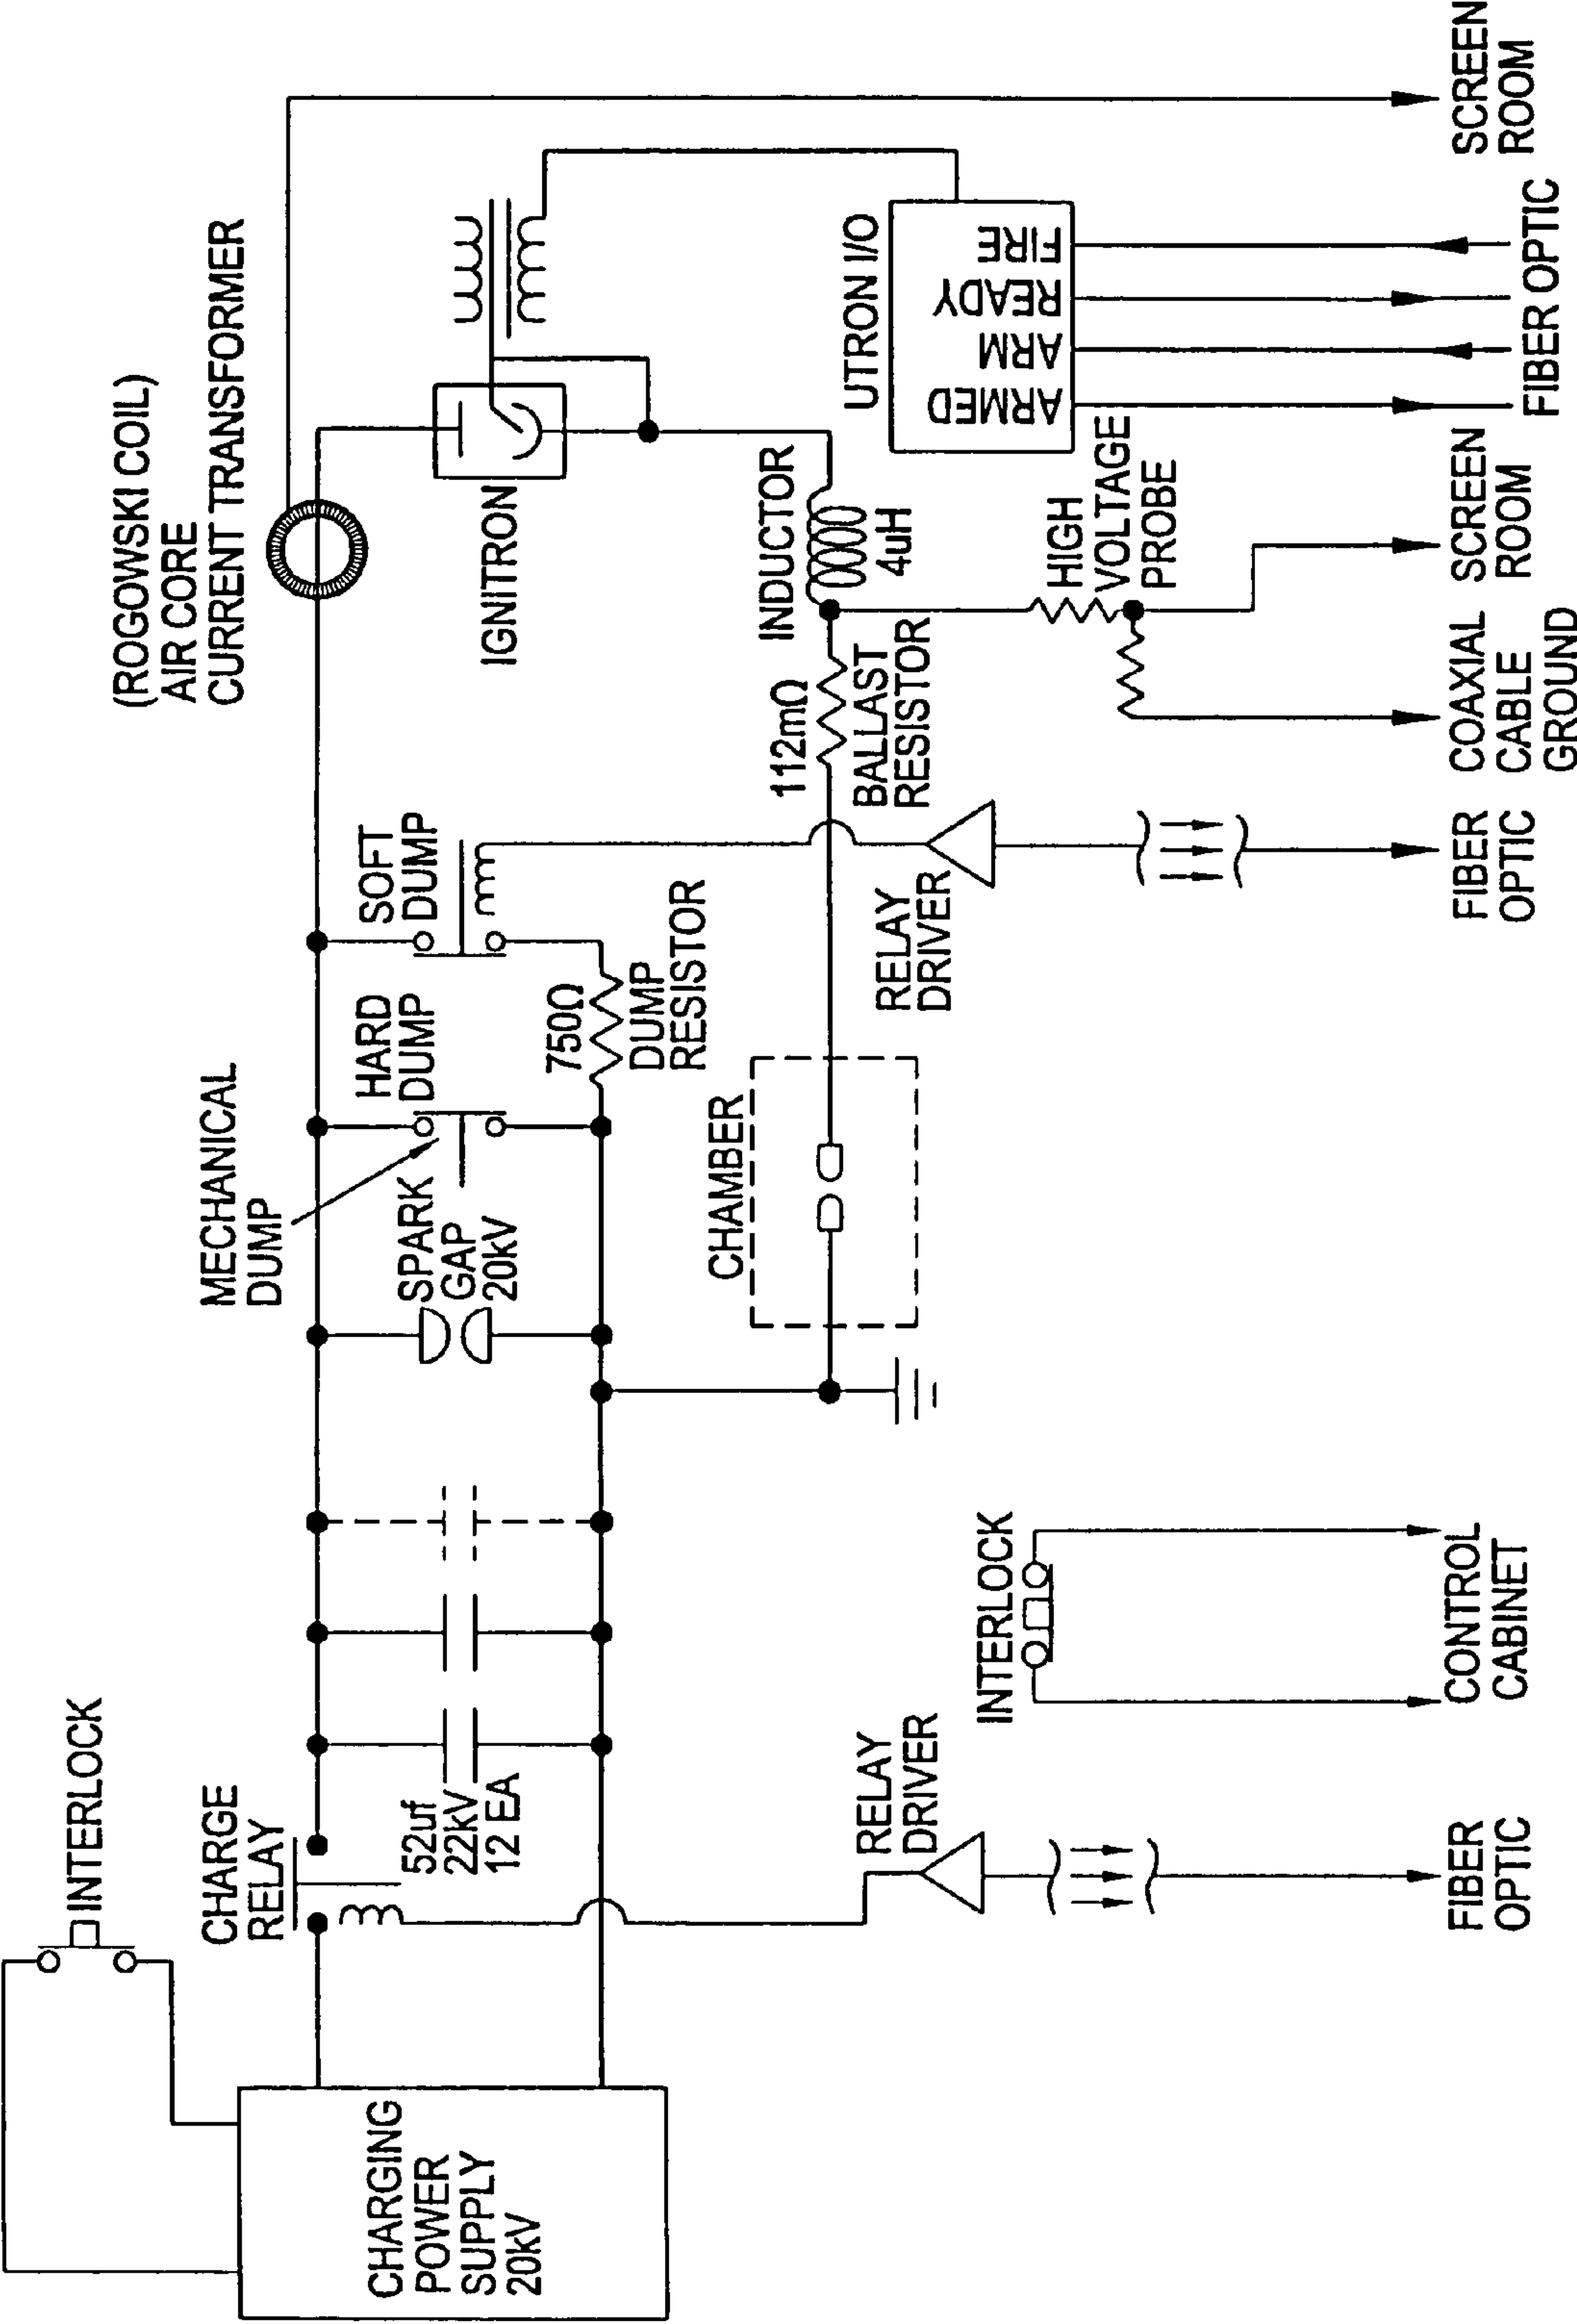 INTERLOCK
CHARGING
POWER
SUPPLY
20kV
CHARGE
RELAY
52uf
22kV
12 EA
MECHANICAL
DUMP
SPARK
GAP
20kV
HARD
DUMP
SOFT
DUMP
750Ω
DUMP
RESISTOR
(ROGOWSKI COIL)
AIR CORE
CURRENT TRANSFORMER
IGNITRON
INDUCTOR
4uH
112mΩ
BALLAST
RESISTOR
CHAMBER
UTRON I/O
ARMED
ARM
READY
FIRE
HIGH
VOLTAGE
PROBE
RELAY
DRIVER
RELAY
DRIVER
INTERLOCK
FIBER
OPTIC
CONTROL
CABINET
FIBER
OPTIC
COAXIAL
CABLE
GROUND
SCREEN
ROOM
FIBER OPTIC
SCREEN
ROOM